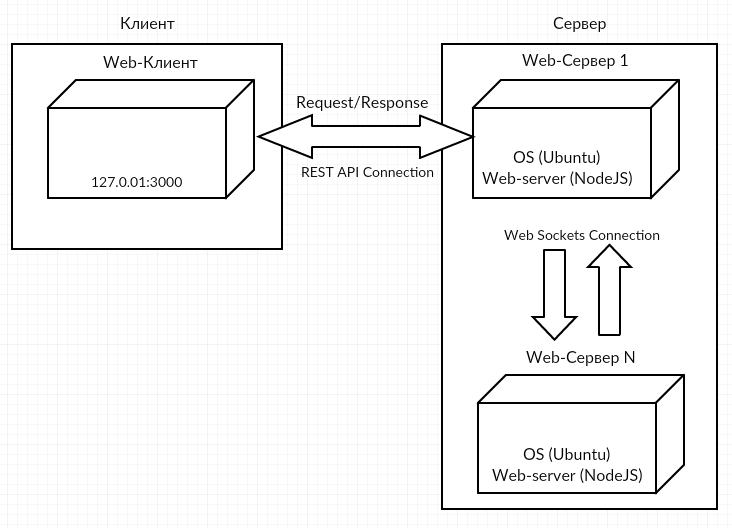 Клиент
Сервер
Web-Клиент
Web-Сервер 1
Request/Response
127.0.01:3000
OS (Ubuntu)
Web-server (NodeJS)
REST API Connection
Web Sockets Connection
Web-Сервер N
OS (Ubuntu)
Web-server (NodeJS)